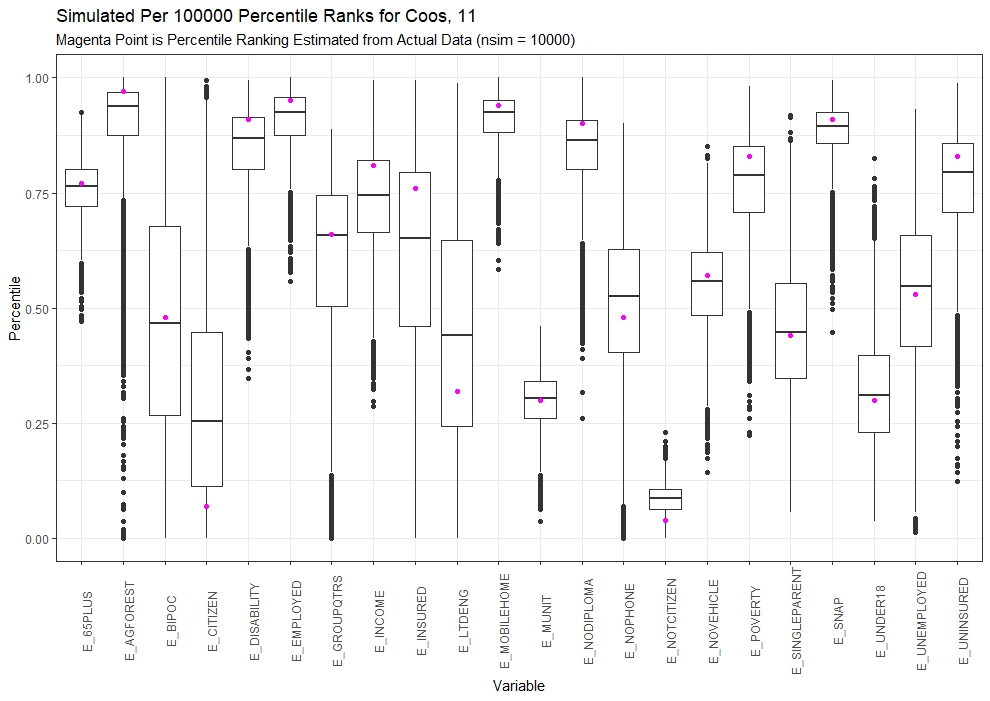 Simulated Per 100000 Percentile Ranks for Coos, 11
Magenta Point is Percentile Ranking Estimated from Actual Data (nsim = 10000)
Percentile
1.00
0.75
0.50
0.25
0.00
E_65PLUS
E_AGFOREST
E_BIPOC
E_CITIZEN
E_DISABILITY
E_EMPLOYED
E_GROUPQTRS
E_INCOME
E_INSURED
E_LTDENG
E_MOBILEHOME
E_MUNIT
E_NODIPLOMA
E_NOPHONE
E_NOTCITIZEN
E_NOVEHICLE
E_POVERTY
E_SINGLEPARENT
E_SNAP
E_UNDER18
E_UNEMPLOYED
E_UNINSURED
Variable